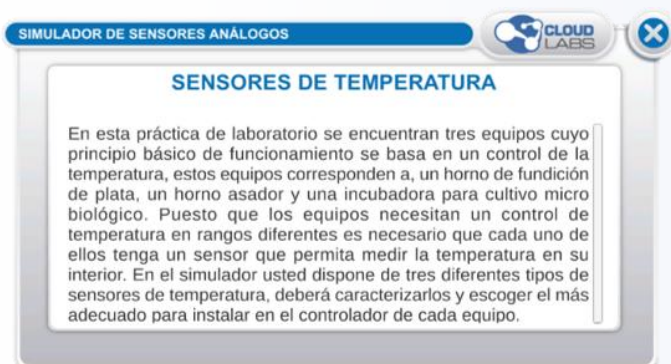 SIMULADOR DE SENSORES ANÁLOGOS
CLOUD
LABS
SENSORES DE TEMPERATURA
En esta práctica de laboratorio se encuentran tres equipos cuyo
principio básico de funcionamiento se basa en un control de la
temperatura, estos equipos corresponden a, un horno de fundición
de plata, un horno asador y una incubadora para cultivo micro
biológico. Puesto que los equipos necesitan un control de
temperatura en rangos diferentes es necesario que cada uno de
ellos tenga un sensor que permita medir la temperatura en su
interior. En el simulador usted dispone de tres diferentes tipos de
sensores de temperatura, deberá caracterizarlos y escoger el más
adecuado para instalar en el controlador de cada equipo.